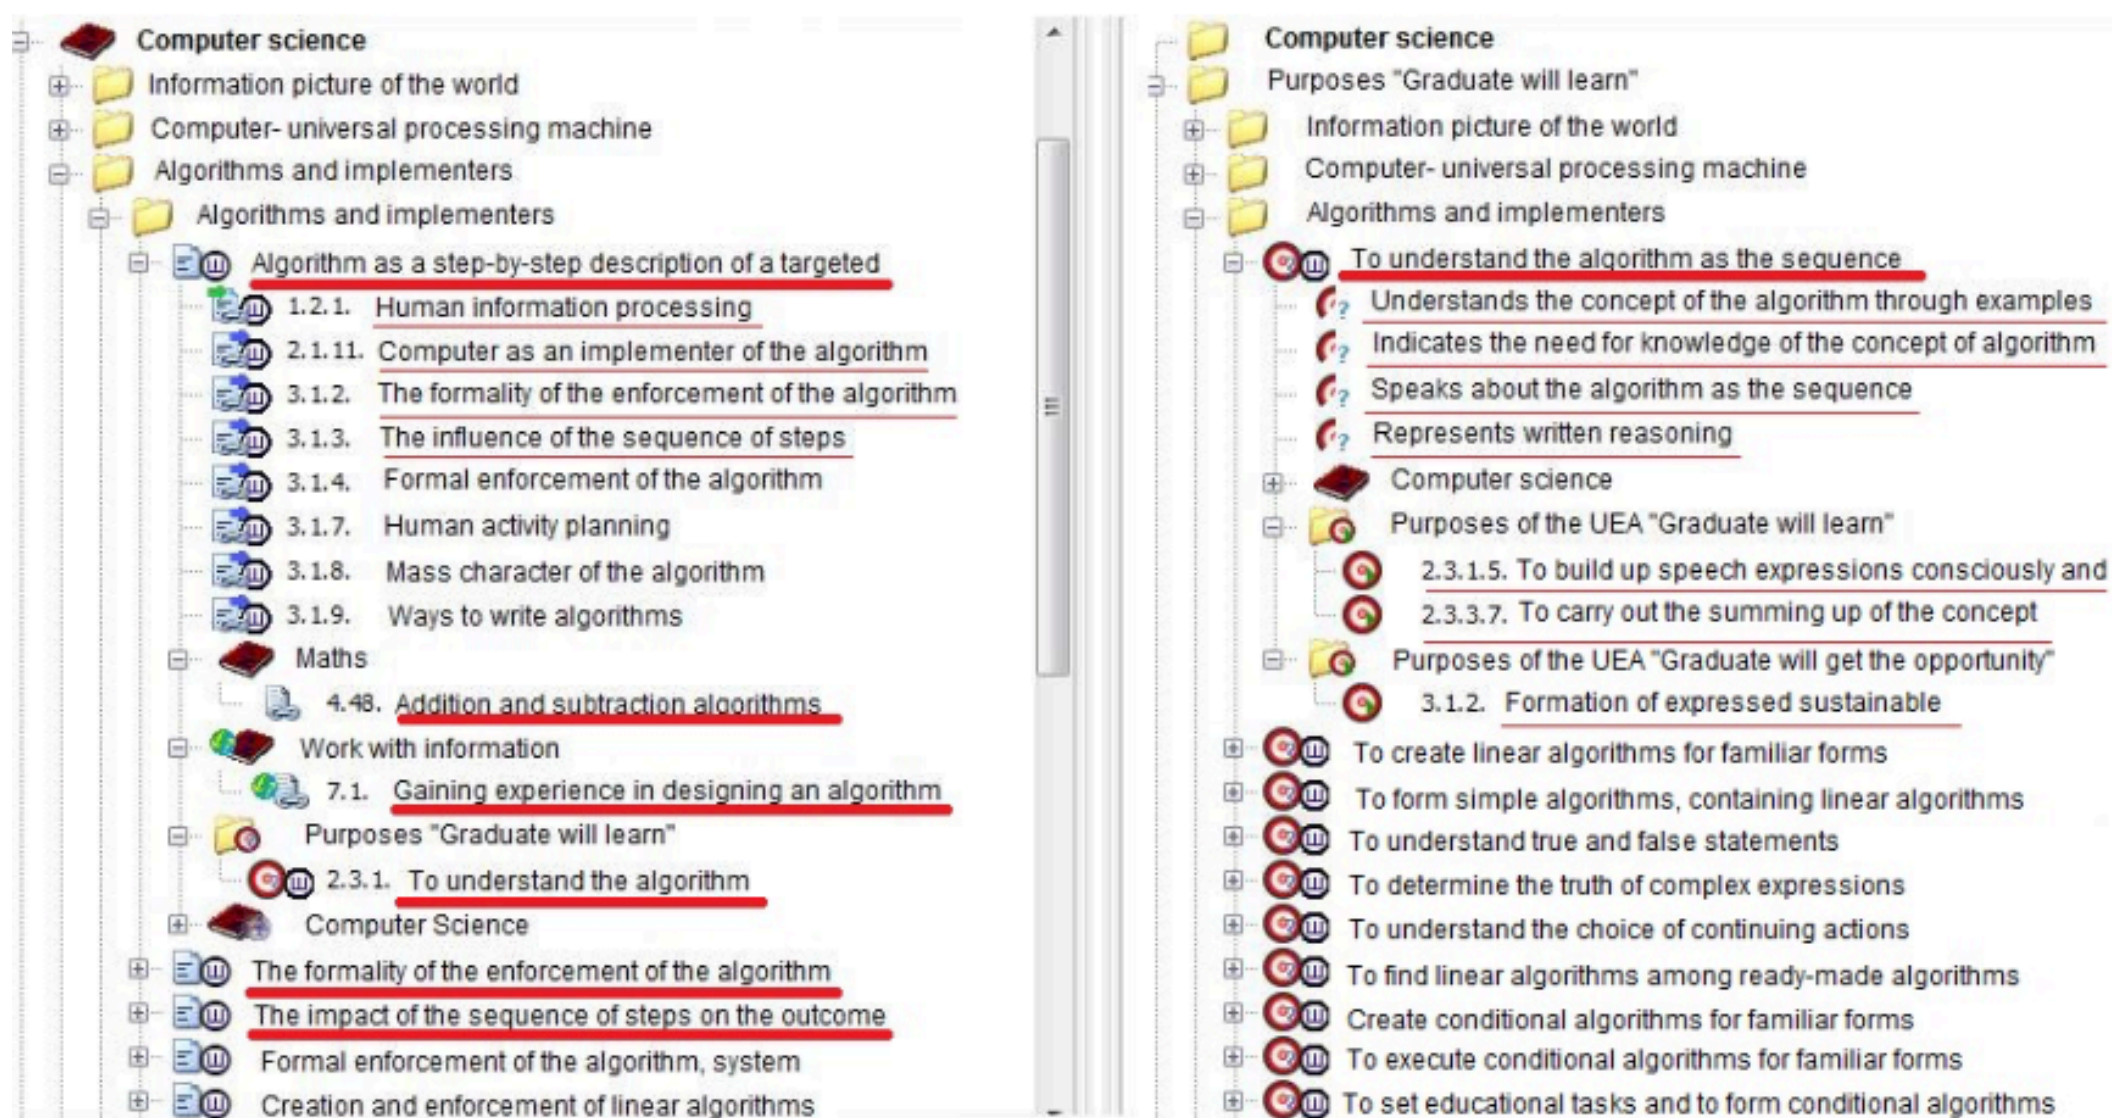 Computer science
Information picture of the world
Computer- universal processing machine
Algorithms and implementers
Algorithms and implementers
Algorithm as a step-by-step description of a targeted
1.2.1. Human information processing
2.1.11. Computer as an implementer of the algorithm
3.1.2. The formality of the enforcement of the algorithm
3.1.3. The influence of the sequence of steps
3.1.4. Formal enforcement of the algorithm
3.1.7. Human activity planning
3.1.8. Mass character of the algorithm
3.1.9. Ways to write algorithms
Maths
4.48. Addition and subtraction algorithms
Work with information
7.1. Gaining experience in designing an algorithm
Purposes "Graduate will learn"
2.3.1. To understand the algorithm
Computer Science
The formality of the enforcement of the algorithm
The impact of the sequence of steps on the outcome
Formal enforcement of the algorithm, system
Creation and enforcement of linear algorithms
Computer science
Purposes "Graduate will learn"
Information picture of the world
Computer- universal processing machine
Algorithms and implementers
To understand the algorithm as the sequence
Understands the concept of the algorithm through examples
Indicates the need for knowledge of the concept of algorithm
Speaks about the algorithm as the sequence
Represents written reasoning
Computer science
Purposes of the UEA "Graduate will learn"
2.3.1.5. To build up speech expressions consciously and
2.3.3.7. To carry out the summing up of the concept
Purposes of the UEA "Graduate will get the opportunity"
3.1.2. Formation of expressed sustainable
To create linear algorithms for familiar forms
To form simple algorithms, containing linear algorithms
To understand true and false statements
To determine the truth of complex expressions
To understand the choice of continuing actions
To find linear algorithms among ready-made algorithms
Create conditional algorithms for familiar forms
To execute conditional algorithms for familiar forms
To set educational tasks and to form conditional algorithms